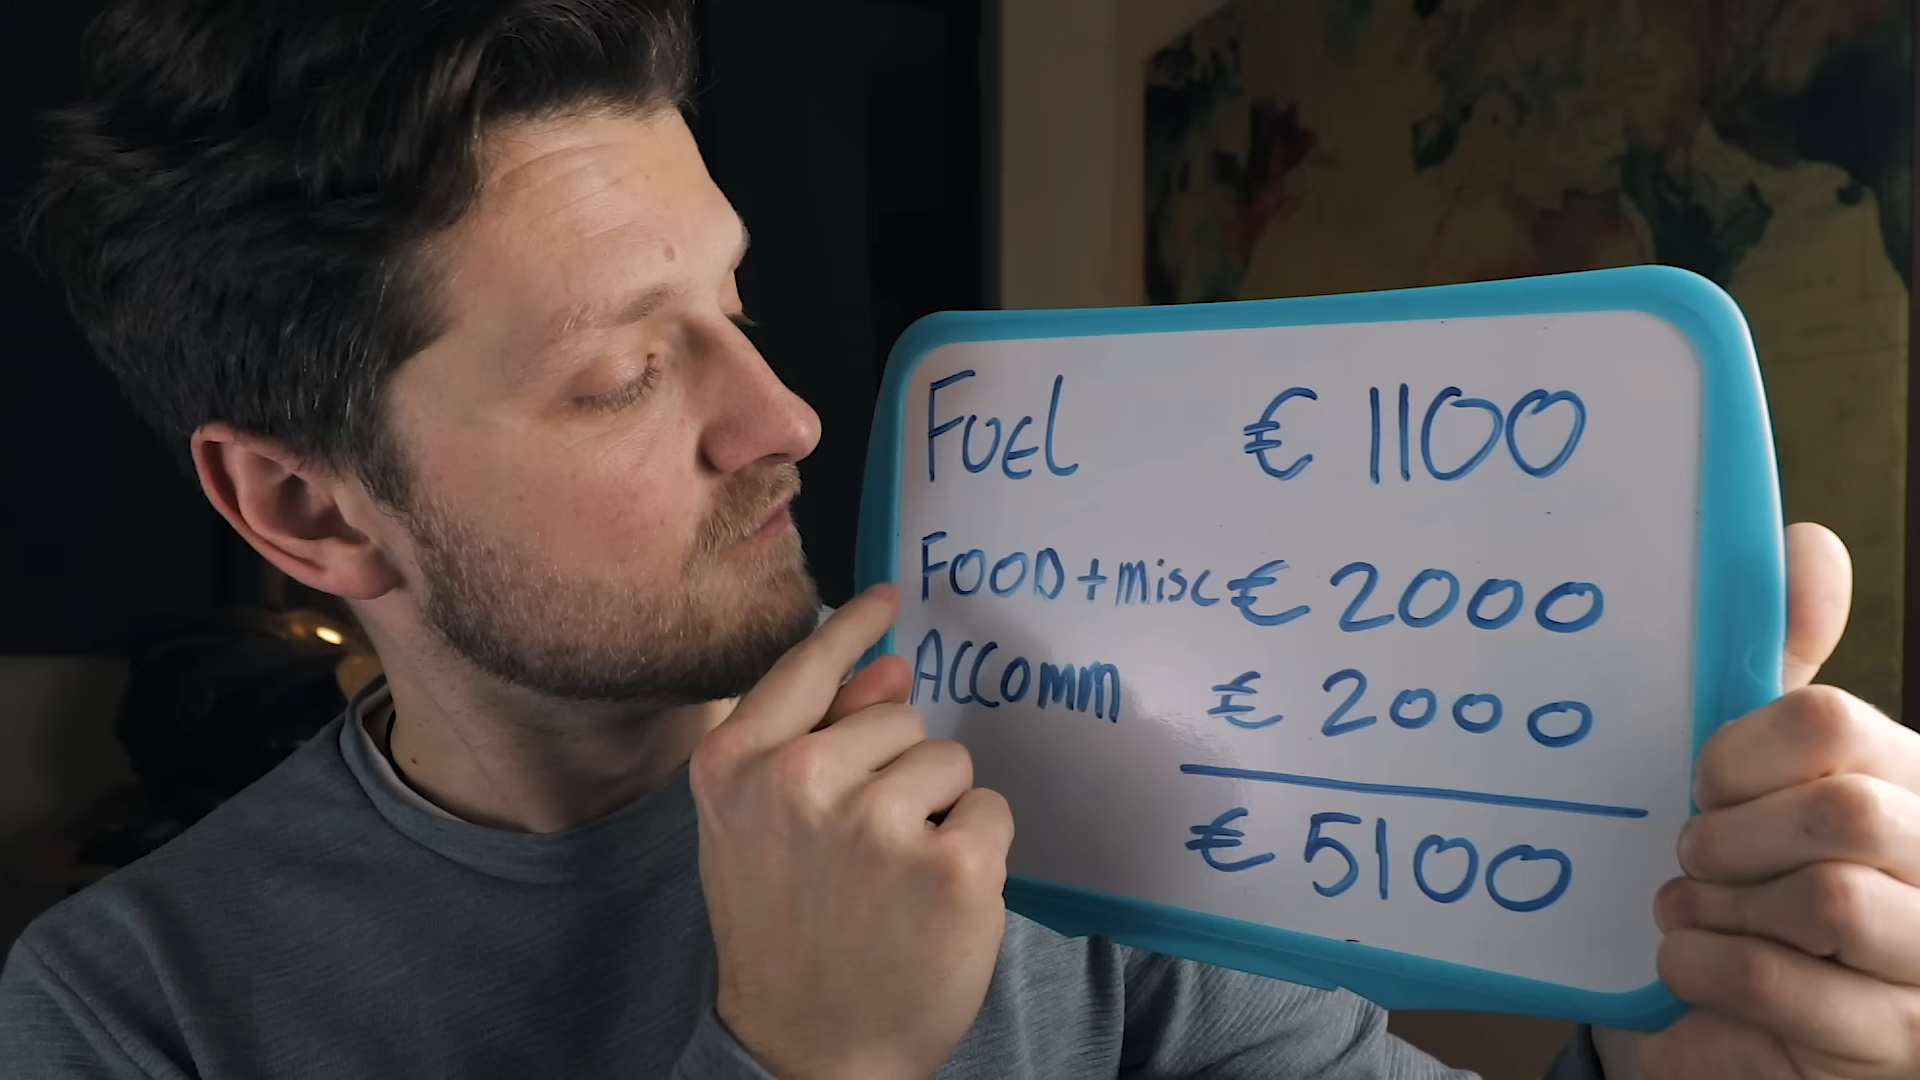 Fuel € 1100
FOOD + misc € 2000
Accomm € 2000
€ 5100